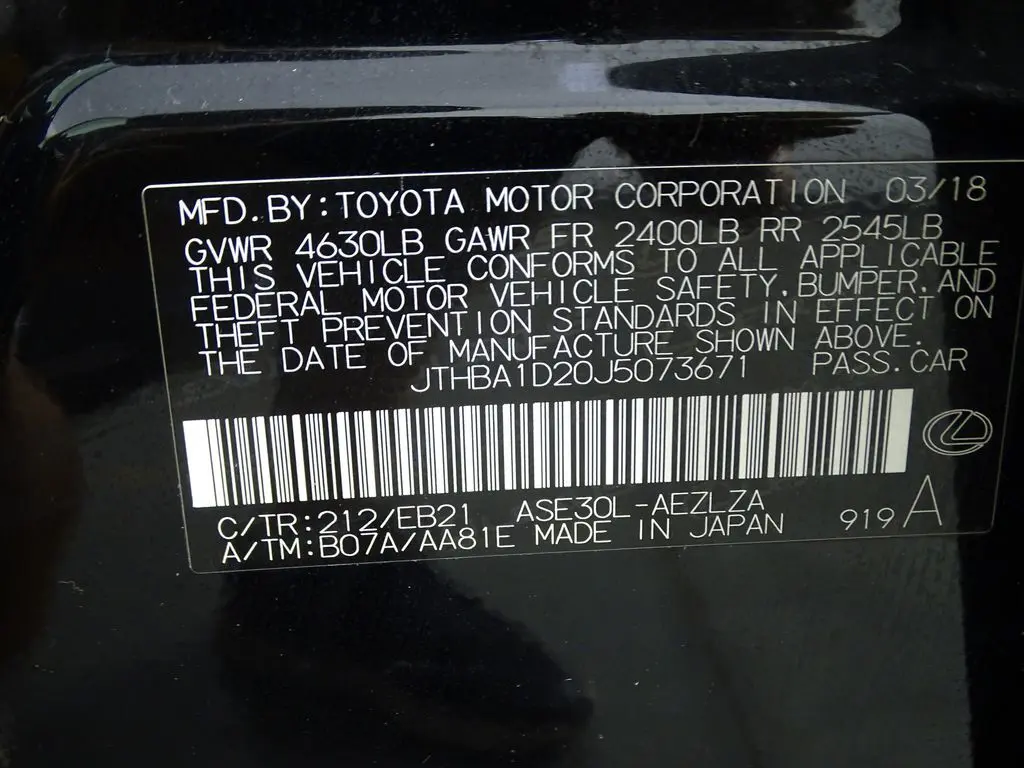 MFD. BY: TOYOTA MOTOR CORPORATION 03/18
GVWR 4630LB GAWR FR 2400LB RR 2545LB
THIS VEHICLE CONFORMS TO ALL APPLICABLE
FEDERAL MOTOR VEHICLE SAFETY, BUMPER, AND
THEFT PREVENTION STANDARDS IN EFFECT ON
THE DATE OF MANUFACTURE SHOWN ABOVE.
JTHBA1D20J5073671 PASS. CAR
C/TR: 212/EB21 ASE30L-AEZLZA
A/TM: B07A/AA81E MADE IN JAPAN 919 A